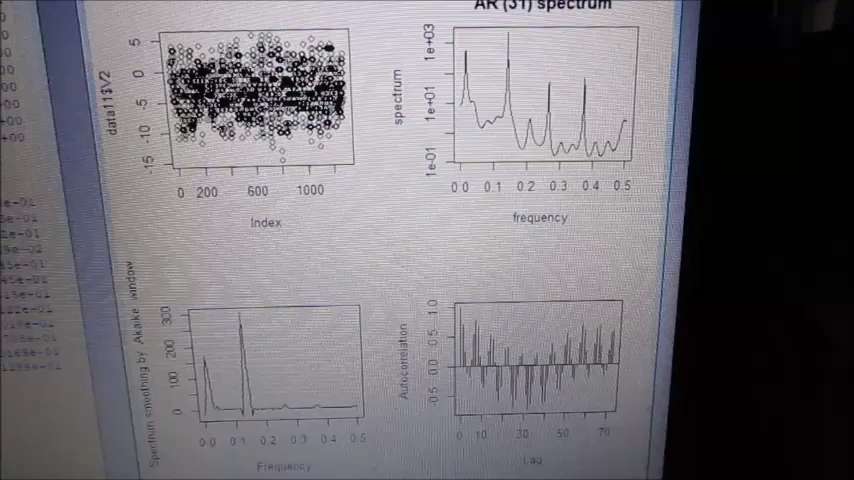 AR (31) spectrum
data11$V2
5
0
-5
-10
-15
0 200 600 1000
Index
spectrum
1e+03
1e+01
1e-01
0.0 0.1 0.2 0.3 0.4 0.5
frequency
Spectrum smoothing by Akaike window
300
200
100
0
0.0 0.1 0.2 0.3 0.4 0.5
Frequency
Autocorrelation
1.0
0.5
0.0
-0.5
0 10 30 50 70
Lag